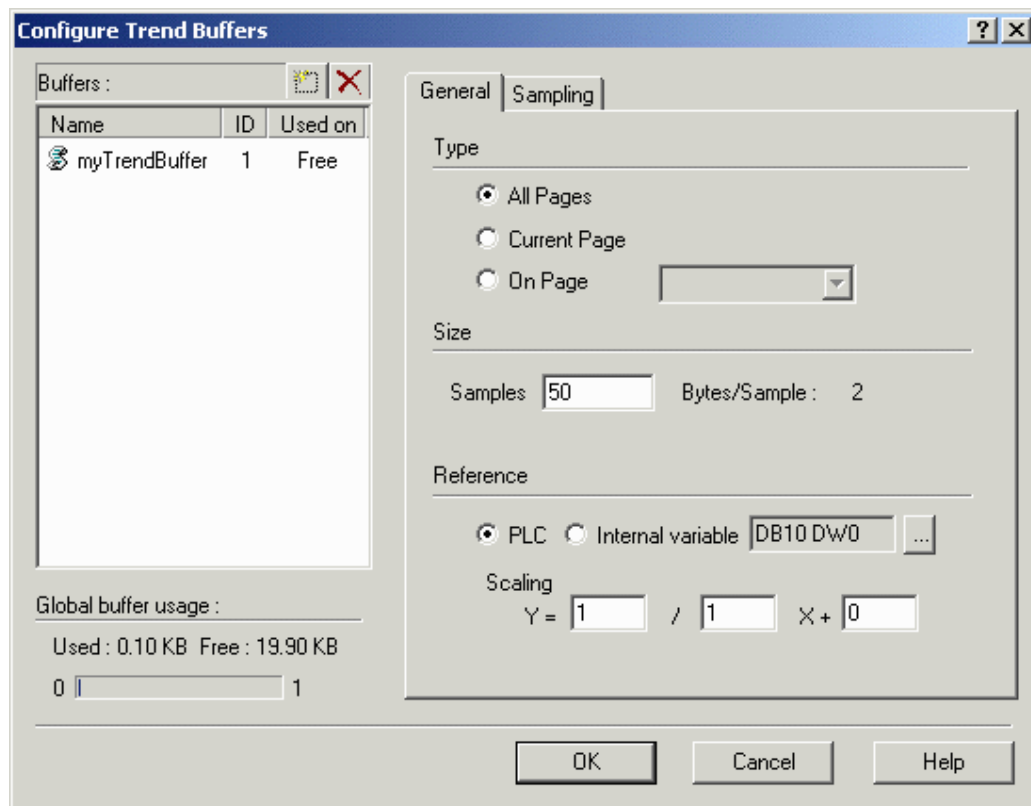 Configure Trend Buffers
Buffers :
Name ID Used on
myTrendBuffer 1 Free
Global buffer usage :
Used : 0.10 KB Free : 19.90 KB
0 1
General Sampling
Type
All Pages
Current Page
On Page
Size
Samples 50 Bytes/Sample : 2
Reference
PLC Internal variable DB10 DW0 ...
Scaling
Y = 1 / 1 X + 0
OK Cancel Help